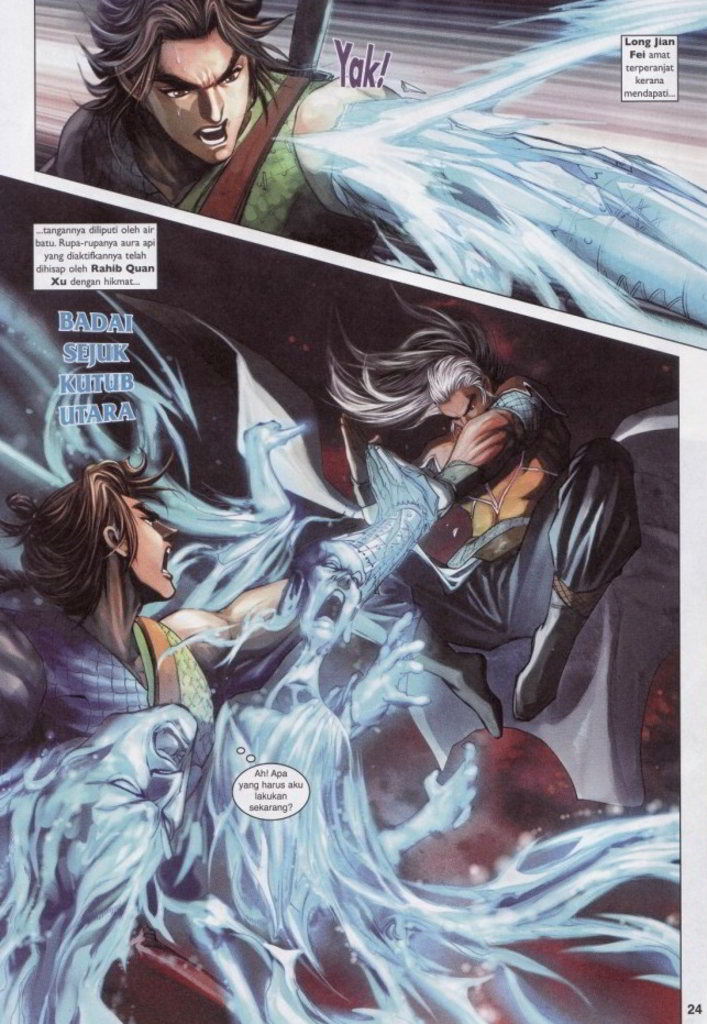 Yak!
Long Jian
Fei amat
terperanjat
kerana
mendapati...
...tangannya diliputi oleh air
batu. Rupa-rupanya aura api
yang diaktifkannya telah
dihisap oleh Rahib Quan
Xu dengan hikmat...
BADAI
SEJUK
KUTUB
UTARA
Ah! Apa
yang harus aku
lakukan
sekarang?
24